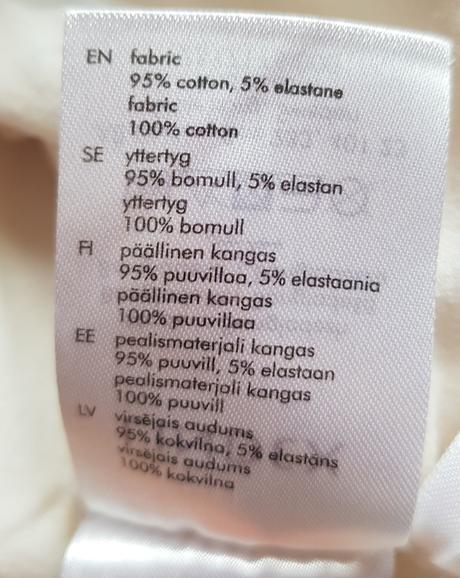 EN fabric
95% cotton, 5% elastane
fabric
100% cotton
SE yttertyg
95% bomull, 5% elastan
yttertyg
100% bomull
FI päällinen kangas
95% puuvillaa, 5% elastaania
päällinen kangas
100% puuvillaa
EE pealismaterjali kangas
95% puuvill, 5% elastaan
pealismaterjali kangas
100% puuvill
LV virsējais audums
95% kokvilna, 5% elastāns
virsējais audums
100% kokvilna